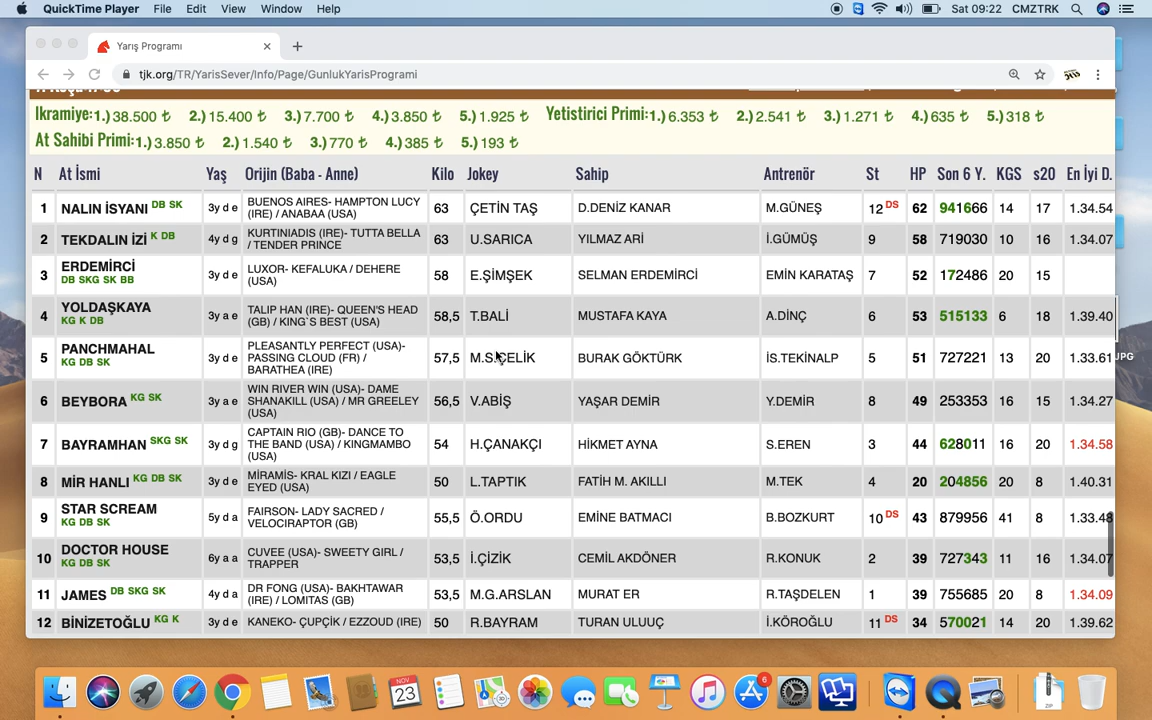 QuickTime Player File Edit View Window Help Sat 09:22 CMZTRK
Yarış Programı
tjk.org/TR/YarisSever/Info/Page/GunlukYarisProgrami
Ikramiye: 1.) 38.500 ₺ 2.) 15.400 ₺ 3.) 7.700 ₺ 4.) 3.850 ₺ 5.) 1.925 ₺ Yetistirici Primi: 1.) 6.353 ₺ 2.) 2.541 ₺ 3.) 1.271 ₺ 4.) 635 ₺ 5.) 318 ₺
At Sahibi Primi: 1.) 3.850 ₺ 2.) 1.540 ₺ 3.) 770 ₺ 4.) 385 ₺ 5.) 193 ₺
N At İsmi Yaş Orijin (Baba - Anne) Kilo Jokey Sahip Antrenör St HP Son 6 Y. KGS s20 En İyi D.
1 NALIN İSYANI DB SK 3y d e BUENOS AIRES- HAMPTON LUCY (IRE) / ANABAA (USA) 63 ÇETİN TAŞ D.DENİZ KANAR M.GÜNEŞ 12 DS 62 941666 14 17 1.34.54
2 TEKDALIN İZİ K DB 4y d g KURTINIADIS (IRE)- TUTTA BELLA / TENDER PRINCE 63 U.SARICA YILMAZ ARİ İ.GÜMÜŞ 9 58 719030 10 16 1.34.07
3 ERDEMİRCİ DB SKG SK BB 3y d e LUXOR- KEFALUKA / DEHERE (USA) 58 E.ŞİMŞEK SELMAN ERDEMİRCİ EMİN KARATAŞ 7 52 172486 20 15
4 YOLDAŞKAYA KG K DB 3y a e TALIP HAN (IRE)- QUEEN'S HEAD (GB) / KING`S BEST (USA) 58,5 T.BALİ MUSTAFA KAYA A.DİNÇ 6 53 515133 6 18 1.39.40
5 PANCHMAHAL KG DB SK 3y d e PLEASANTLY PERFECT (USA)- PASSING CLOUD (FR) / BARATHEA (IRE) 57,5 M.S.ÇELİK BURAK GÖKTÜRK İS.TEKİNALP 5 51 727221 13 20 1.33.61
JPG
6 BEYBORA KG SK 3y a e WIN RIVER WIN (USA)- DAME SHANAKILL (USA) / MR GREELEY (USA) 56,5 V.ABİŞ YAŞAR DEMİR Y.DEMİR 8 49 253353 16 15 1.34.27
7 BAYRAMHAN SKG SK 3y d g CAPTAIN RIO (GB)- DANCE TO THE BAND (USA) / KINGMAMBO (USA) 54 H.ÇANAKÇI HİKMET AYNA S.EREN 3 44 628011 16 20 1.34.58
8 MİR HANLI KG DB SK 3y d e MİRAMİS- KRAL KIZI / EAGLE EYED (USA) 50 L.TAPTIK FATİH M. AKILLI M.TEK 4 20 204856 20 8 1.40.31
9 STAR SCREAM KG DB SK 5y d a FAIRSON- LADY SACRED / VELOCIRAPTOR (GB) 55,5 Ö.ORDU EMINE BATMACI B.BOZKURT 10 DS 43 879956 41 8 1.33.48
10 DOCTOR HOUSE KG DB SK 6y a a CUVEE (USA)- SWEETY GIRL / TRAPPER 53,5 İ.ÇİZİK CEMİL AKDÖNER R.KONUK 2 39 727343 11 16 1.34.07
11 JAMES DB SKG SK 4y d a DR FONG (USA)- BAKHTAWAR (IRE) / LOMITAS (GB) 53,5 M.G.ARSLAN MURAT ER R.TAŞDELEN 1 39 755685 20 8 1.34.09
12 BİNİZETOĞLU KG K 3y d e KANEKO- ÇUPÇİK / EZZOUD (IRE) 50 R.BAYRAM TURAN ULUUÇ İ.KÖROĞLU 11 DS 34 570021 14 20 1.39.62
NOV 23
6
ZIP